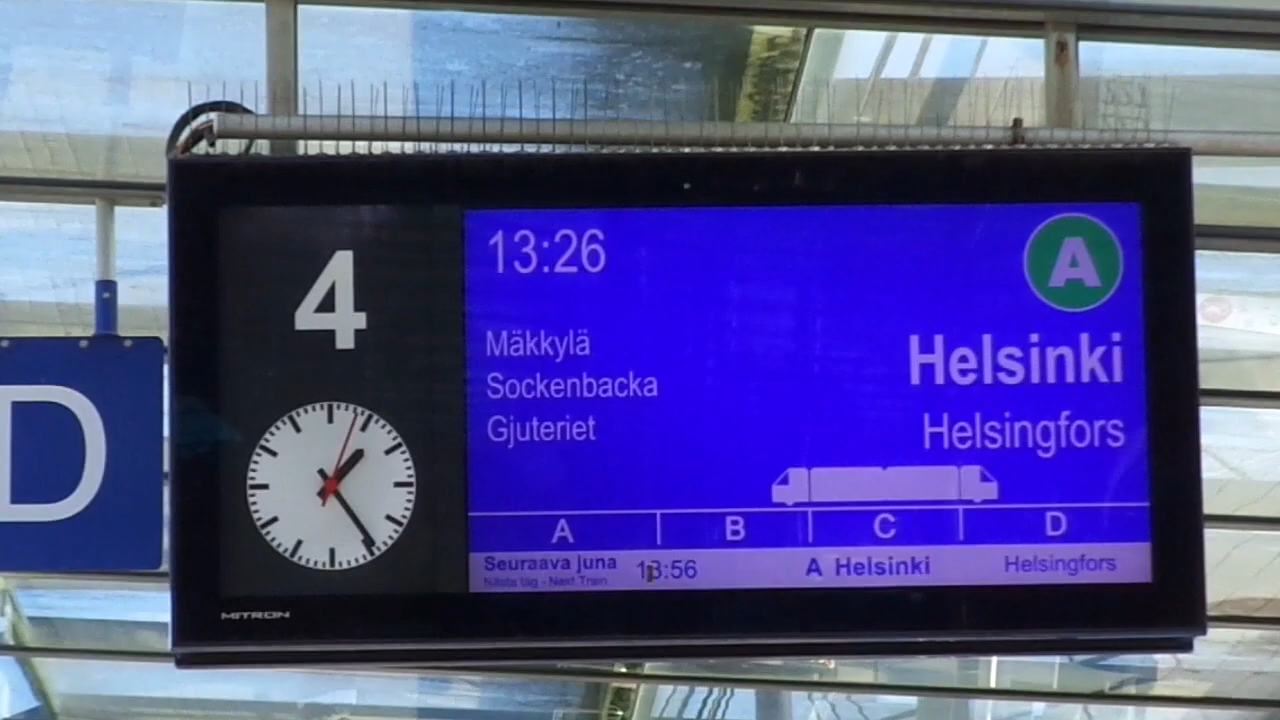 4
13:26
A
Mäkkylä
Sockenbacka
Gjuteriet
Helsinki
Helsingfors
A B C D
Seuraava juna 13:56 A Helsinki Helsingfors
Nästa tåg - Next Train
MITRON
D